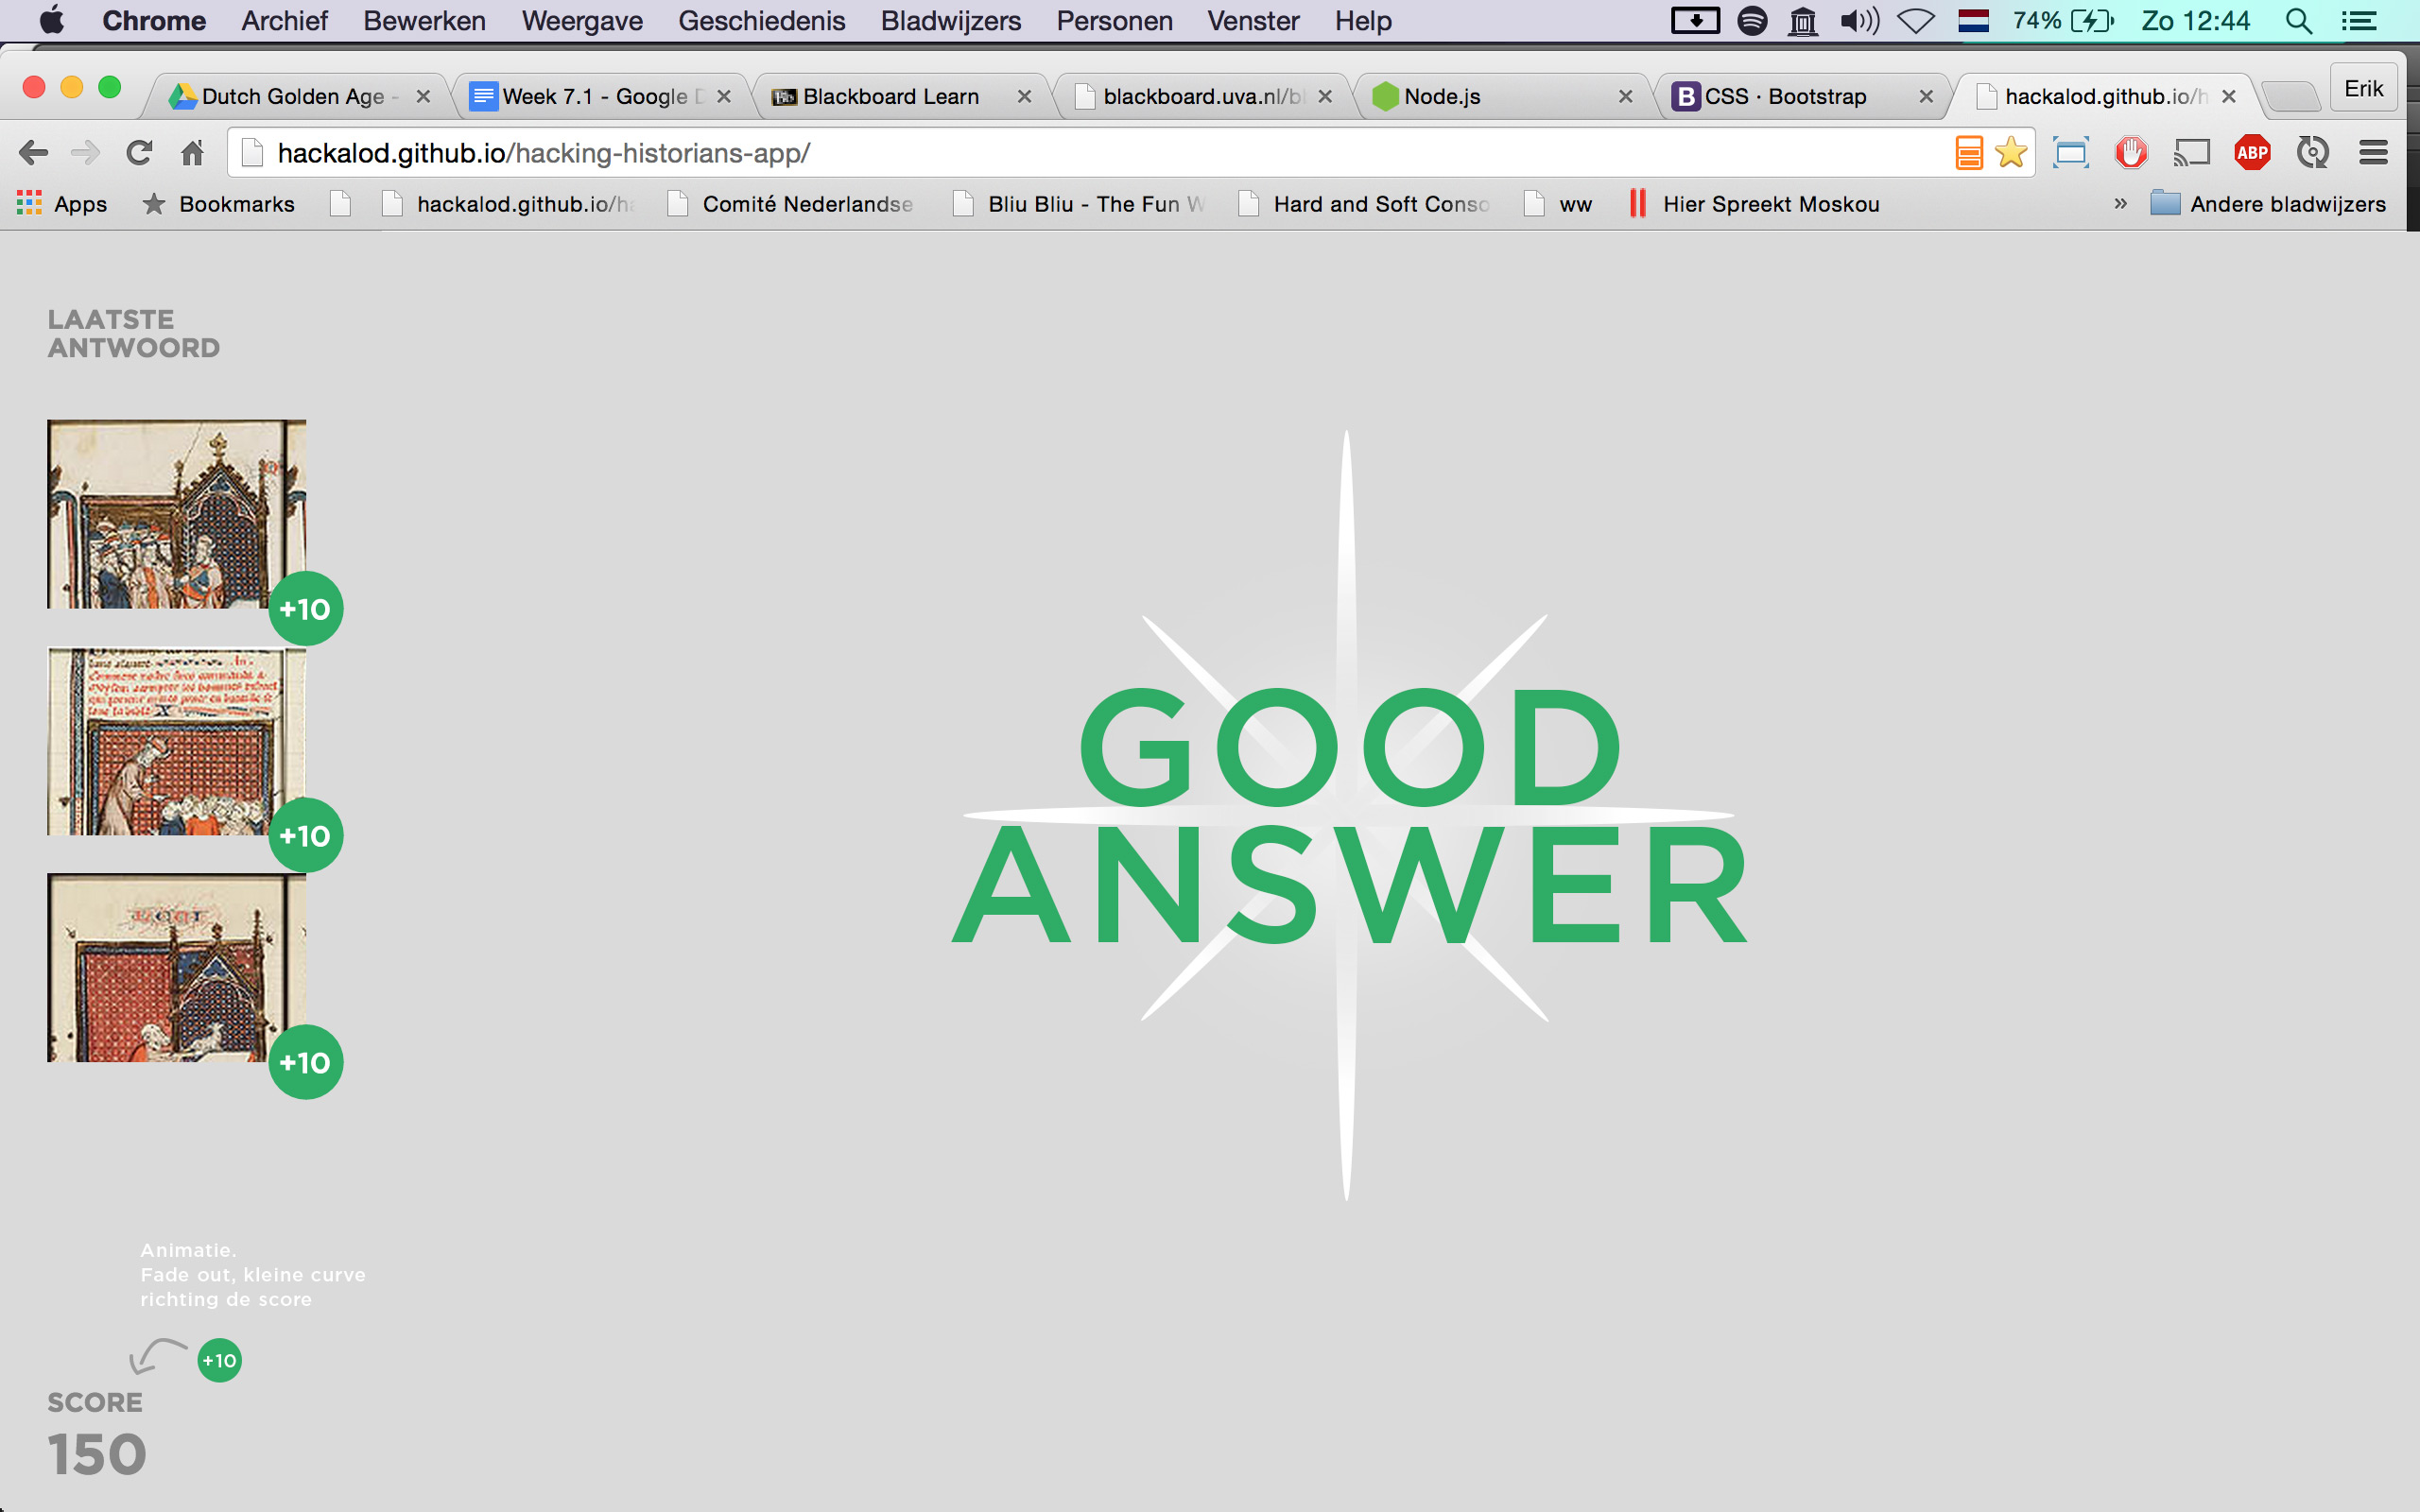 Chrome Archief Bewerken Weergave Geschiedenis Bladwijzers Personen Venster Help 74% Zo 12:44
Dutch Golden Age - Week 7.1 - Google D Blackboard Learn blackboard.uva.nl/bl Node.js CSS · Bootstrap hackalod.github.io/h Erik
hackalod.github.io/hacking-historians-app/ ABP
Apps Bookmarks hackalod.github.io/ha Comité Nederlandse Bliu Bliu - The Fun W Hard and Soft Conso ww Hier Spreekt Moskou » Andere bladwijzers
LAATSTE
ANTWOORD
+10
+10
+10
GOOD
ANSWER
Animatie.
Fade out, kleine curve
richting de score
+10
SCORE
150